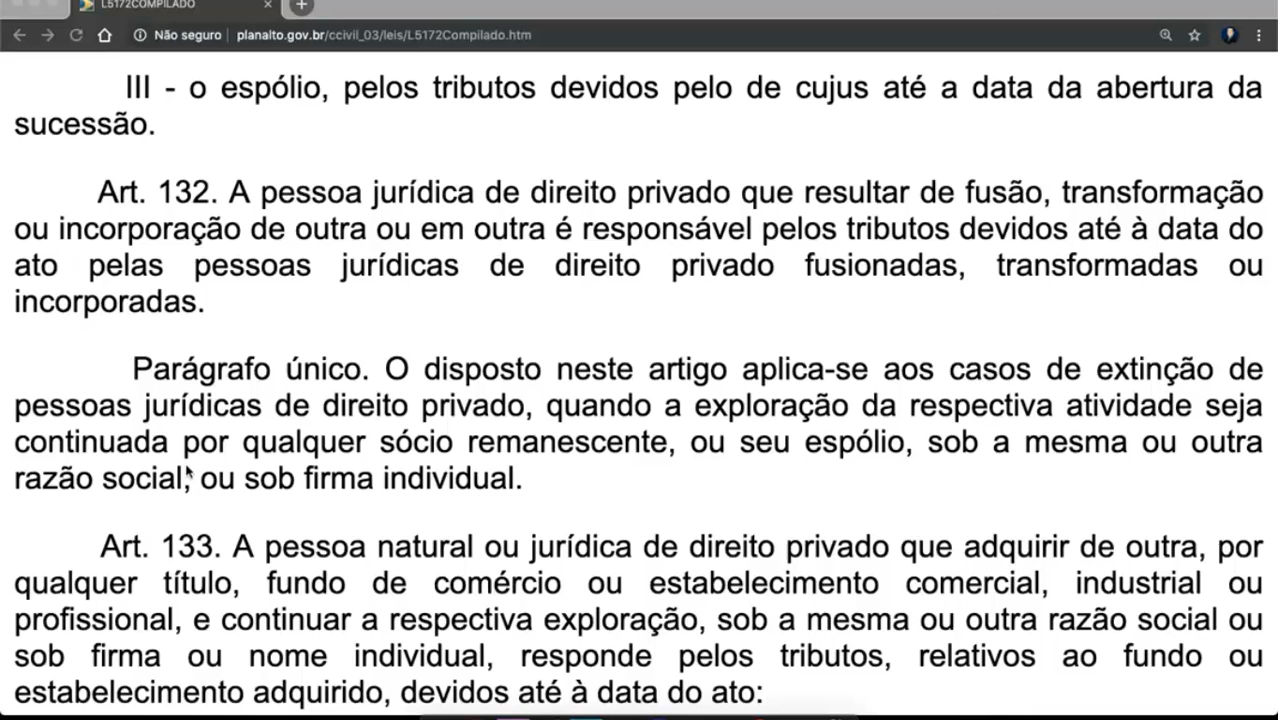 L5172COMPILADO
Não seguro | planalto.gov.br/ccivil_03/leis/L5172Compilado.htm
III - o espólio, pelos tributos devidos pelo de cujus até a data da abertura da
sucessão.
Art. 132. A pessoa jurídica de direito privado que resultar de fusão, transformação
ou incorporação de outra ou em outra é responsável pelos tributos devidos até à data do
ato pelas pessoas jurídicas de direito privado fusionadas, transformadas ou
incorporadas.
Parágrafo único. O disposto neste artigo aplica-se aos casos de extinção de
pessoas jurídicas de direito privado, quando a exploração da respectiva atividade seja
continuada por qualquer sócio remanescente, ou seu espólio, sob a mesma ou outra
razão social, ou sob firma individual.
Art. 133. A pessoa natural ou jurídica de direito privado que adquirir de outra, por
qualquer título, fundo de comércio ou estabelecimento comercial, industrial ou
profissional, e continuar a respectiva exploração, sob a mesma ou outra razão social ou
sob firma ou nome individual, responde pelos tributos, relativos ao fundo ou
estabelecimento adquirido, devidos até à data do ato: